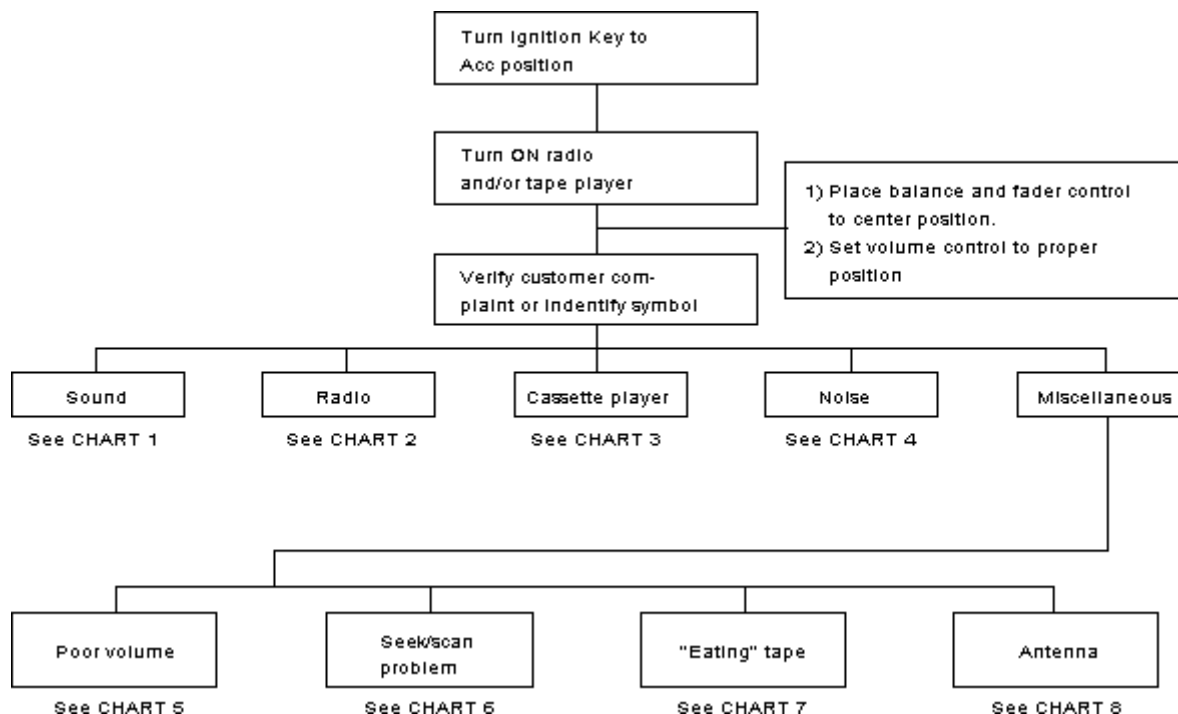 Turn Ignition Key to
Acc position
Turn ON radio
and/or tape player
1) Place balance and fader control
to center position.
2) Set volume control to proper
position
Verify customer com-
plaint or indentify symbol
Sound
Radio
Cassette player
Noise
Miscellaneous
See CHART 1
See CHART 2
See CHART 3
See CHART 4
Poor volume
Seek/scan
problem
"Eating" tape
Antenna
See CHART 5
See CHART 6
See CHART 7
See CHART 8